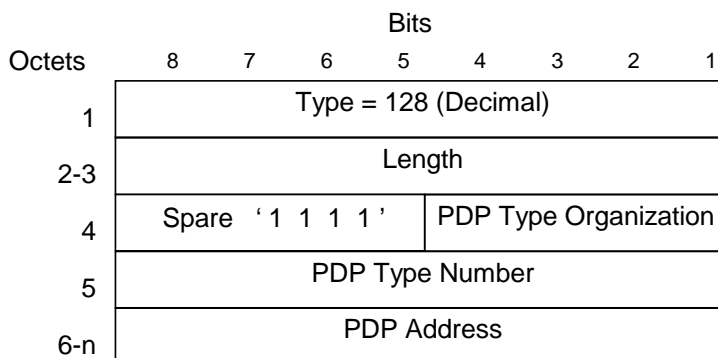 Bits
Octets 8 7 6 5 4 3 2 1
1 Type = 128 (Decimal)
2-3 Length
4 Spare ‘ 1 1 1 1 ’ PDP Type Organization
5 PDP Type Number
6-n PDP Address